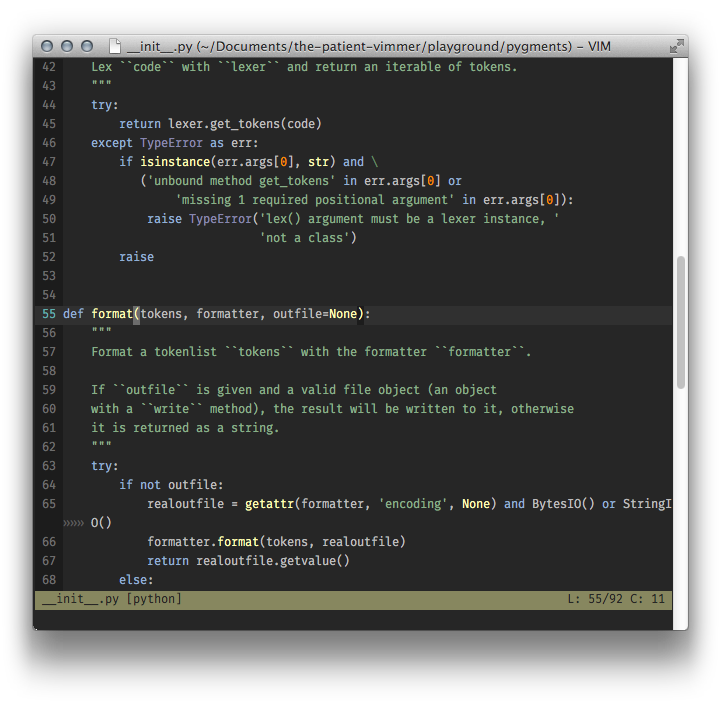 __init__.py (~/Documents/the-patient-vimmer/playground/pygments) – VIM
42     Lex ``code`` with ``lexer`` and return an iterable of tokens.
43     """
44     try:
45         return lexer.get_tokens(code)
46     except TypeError as err:
47         if isinstance(err.args[0], str) and \
48            ('unbound method get_tokens' in err.args[0] or
49                 'missing 1 required positional argument' in err.args[0]):
50             raise TypeError('lex() argument must be a lexer instance, '
51                             'not a class')
52         raise
53
54
55 def format(tokens, formatter, outfile=None):
56     """
57     Format a tokenlist ``tokens`` with the formatter ``formatter``.
58
59     If ``outfile`` is given and a valid file object (an object
60     with a ``write`` method), the result will be written to it, otherwise
61     it is returned as a string.
62     """
63     try:
64         if not outfile:
65             realoutfile = getattr(formatter, 'encoding', None) and BytesIO() or StringI
»»» O()
66             formatter.format(tokens, realoutfile)
67             return realoutfile.getvalue()
68         else:
__init__.py [python] L: 55/92 C: 11